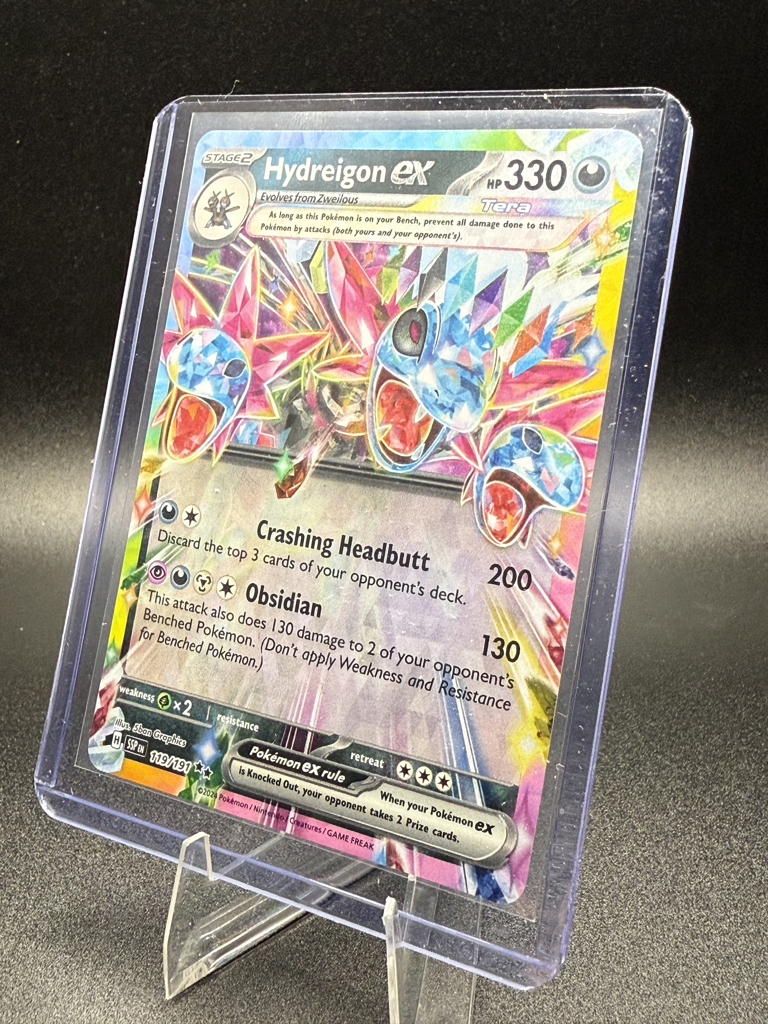 STAGE2 Hydreigon ex HP 330
Evolves from Zweilous Tera
As long as this Pokémon is on your Bench, prevent all damage done to this
Pokémon by attacks (both yours and your opponent's).
Crashing Headbutt 200
Discard the top 3 cards of your opponent's deck.
Obsidian 130
This attack also does 130 damage to 2 of your opponent's
Benched Pokémon. (Don't apply Weakness and Resistance
for Benched Pokémon.)
weakness ×2 resistance retreat
Illus. 5ban Graphics
H SSP EN 119/191
Pokémon ex rule When your Pokémon ex
is Knocked Out, your opponent takes 2 Prize cards.
©2024 Pokémon / Nintendo / Creatures / GAME FREAK